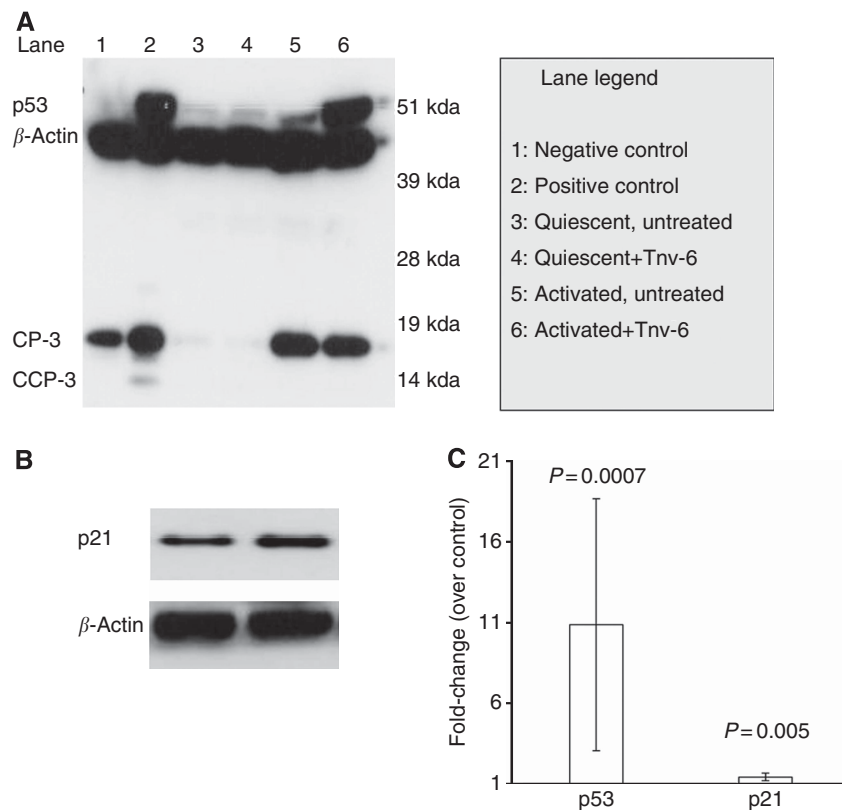 A
Lane 1 2 3 4 5 6
p53
β-Actin
CP-3
CCP-3
51 kda
39 kda
28 kda
19 kda
14 kda
Lane legend
1: Negative control
2: Positive control
3: Quiescent, untreated
4: Quiescent+Tnv-6
5: Activated, untreated
6: Activated+Tnv-6
B
p21
β-Actin
C
Fold-change (over control)
21
16
11
6
1
P=0.0007
P=0.005
p53 p21